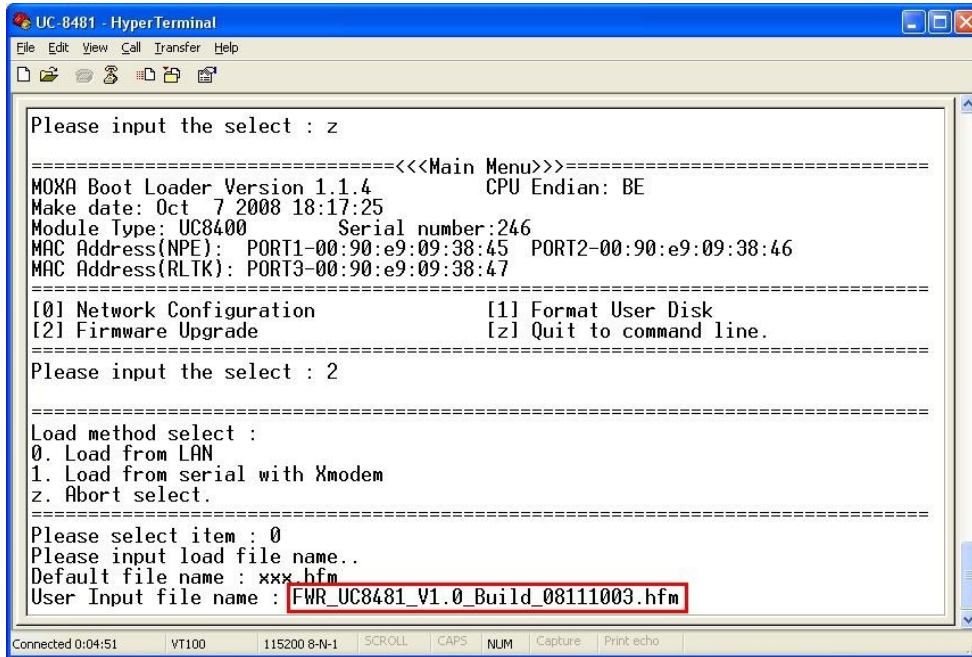 UC-8481 - HyperTerminal
File Edit View Call Transfer Help
Please input the select : z
================================<<<Main Menu>>>================================
MOXA Boot Loader Version 1.1.4 CPU Endian: BE
Make date: Oct 7 2008 18:17:25
Module Type: UC8400 Serial number:246
MAC Address(NPE): PORT1-00:90:e9:09:38:45 PORT2-00:90:e9:09:38:46
MAC Address(RLTK): PORT3-00:90:e9:09:38:47
===============================================================================
[0] Network Configuration [1] Format User Disk
[2] Firmware Upgrade [z] Quit to command line.
===============================================================================
Please input the select : 2
===============================================================================
Load method select :
0. Load from LAN
1. Load from serial with Xmodem
z. Abort select.
===============================================================================
Please select item : 0
Please input load file name..
Default file name : xxx.hfm
User Input file name : FWR_UC8481_V1.0_Build_08111003.hfm
Connected 0:04:51 VT100 115200 8-N-1 SCROLL CAPS NUM Capture Print echo